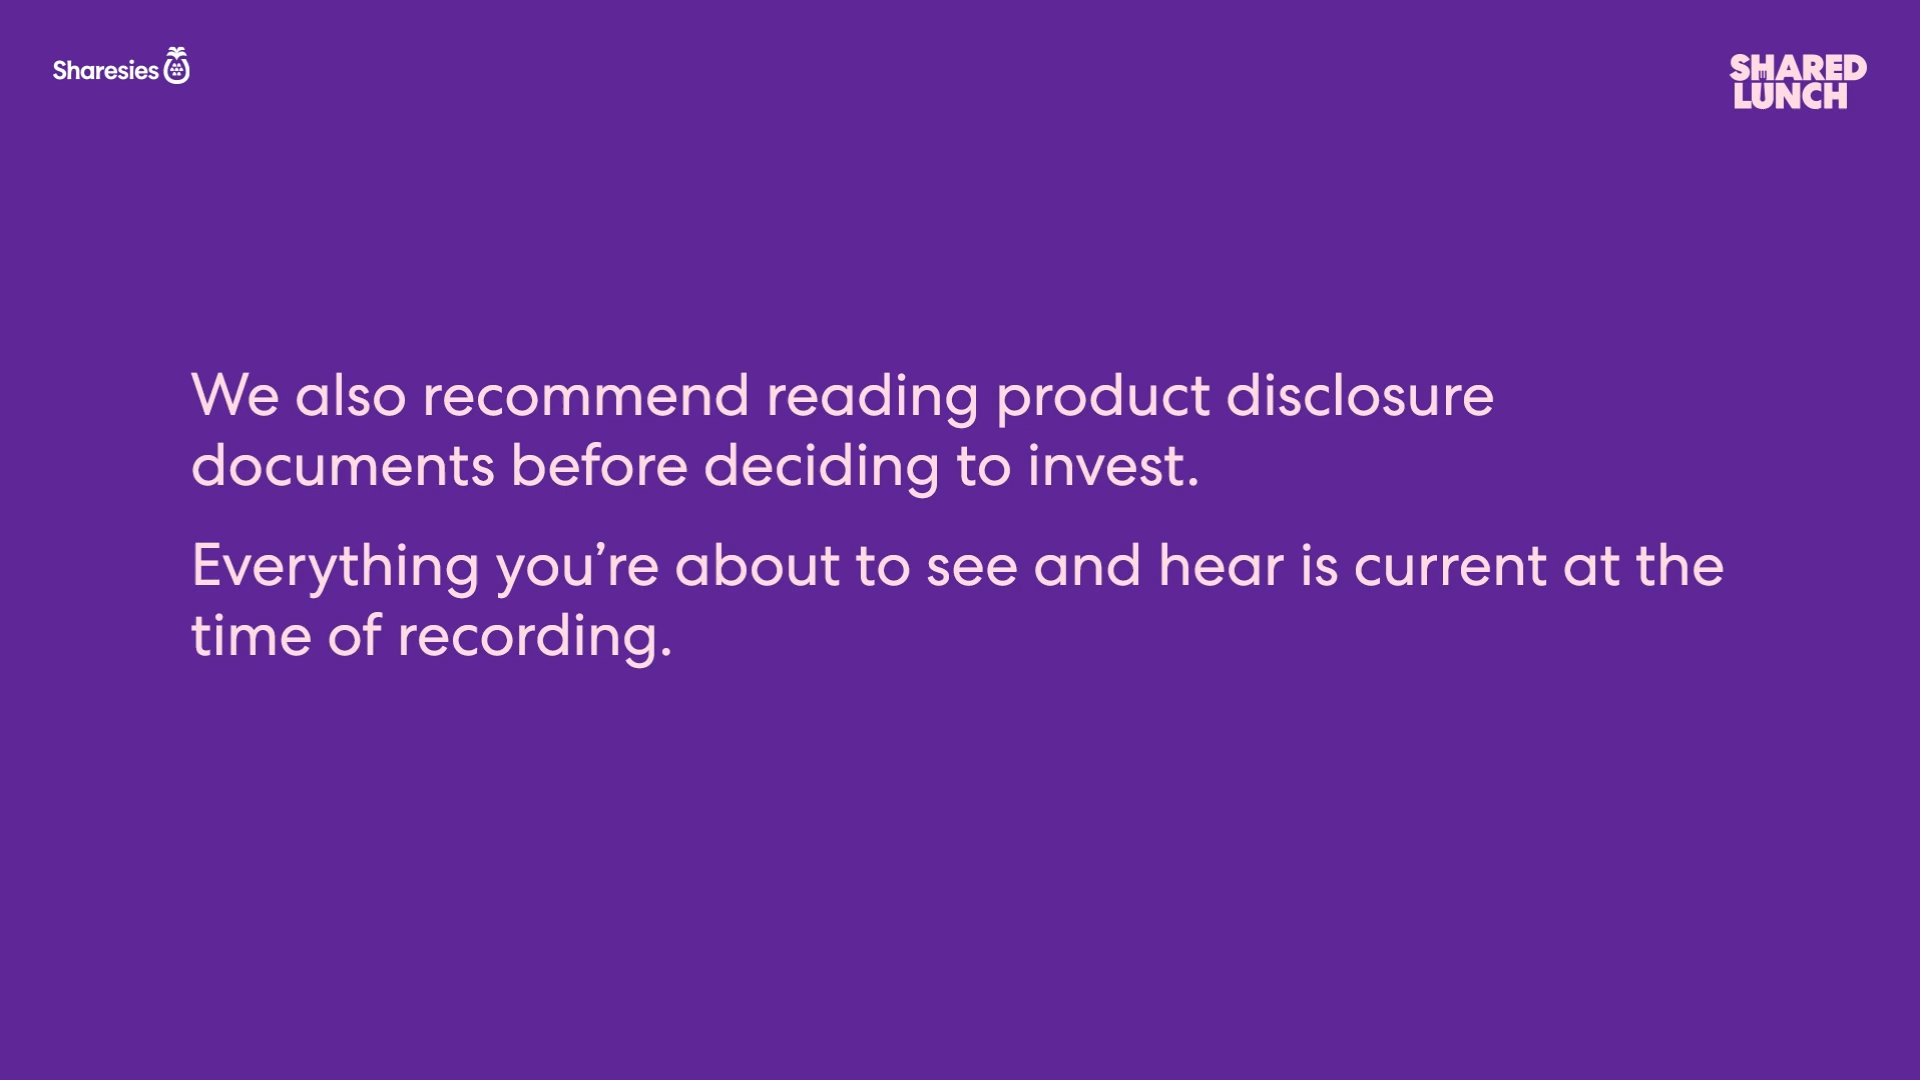 Sharesies
SHARED
LUNCH
We also recommend reading product disclosure
documents before deciding to invest.
Everything you’re about to see and hear is current at the
time of recording.